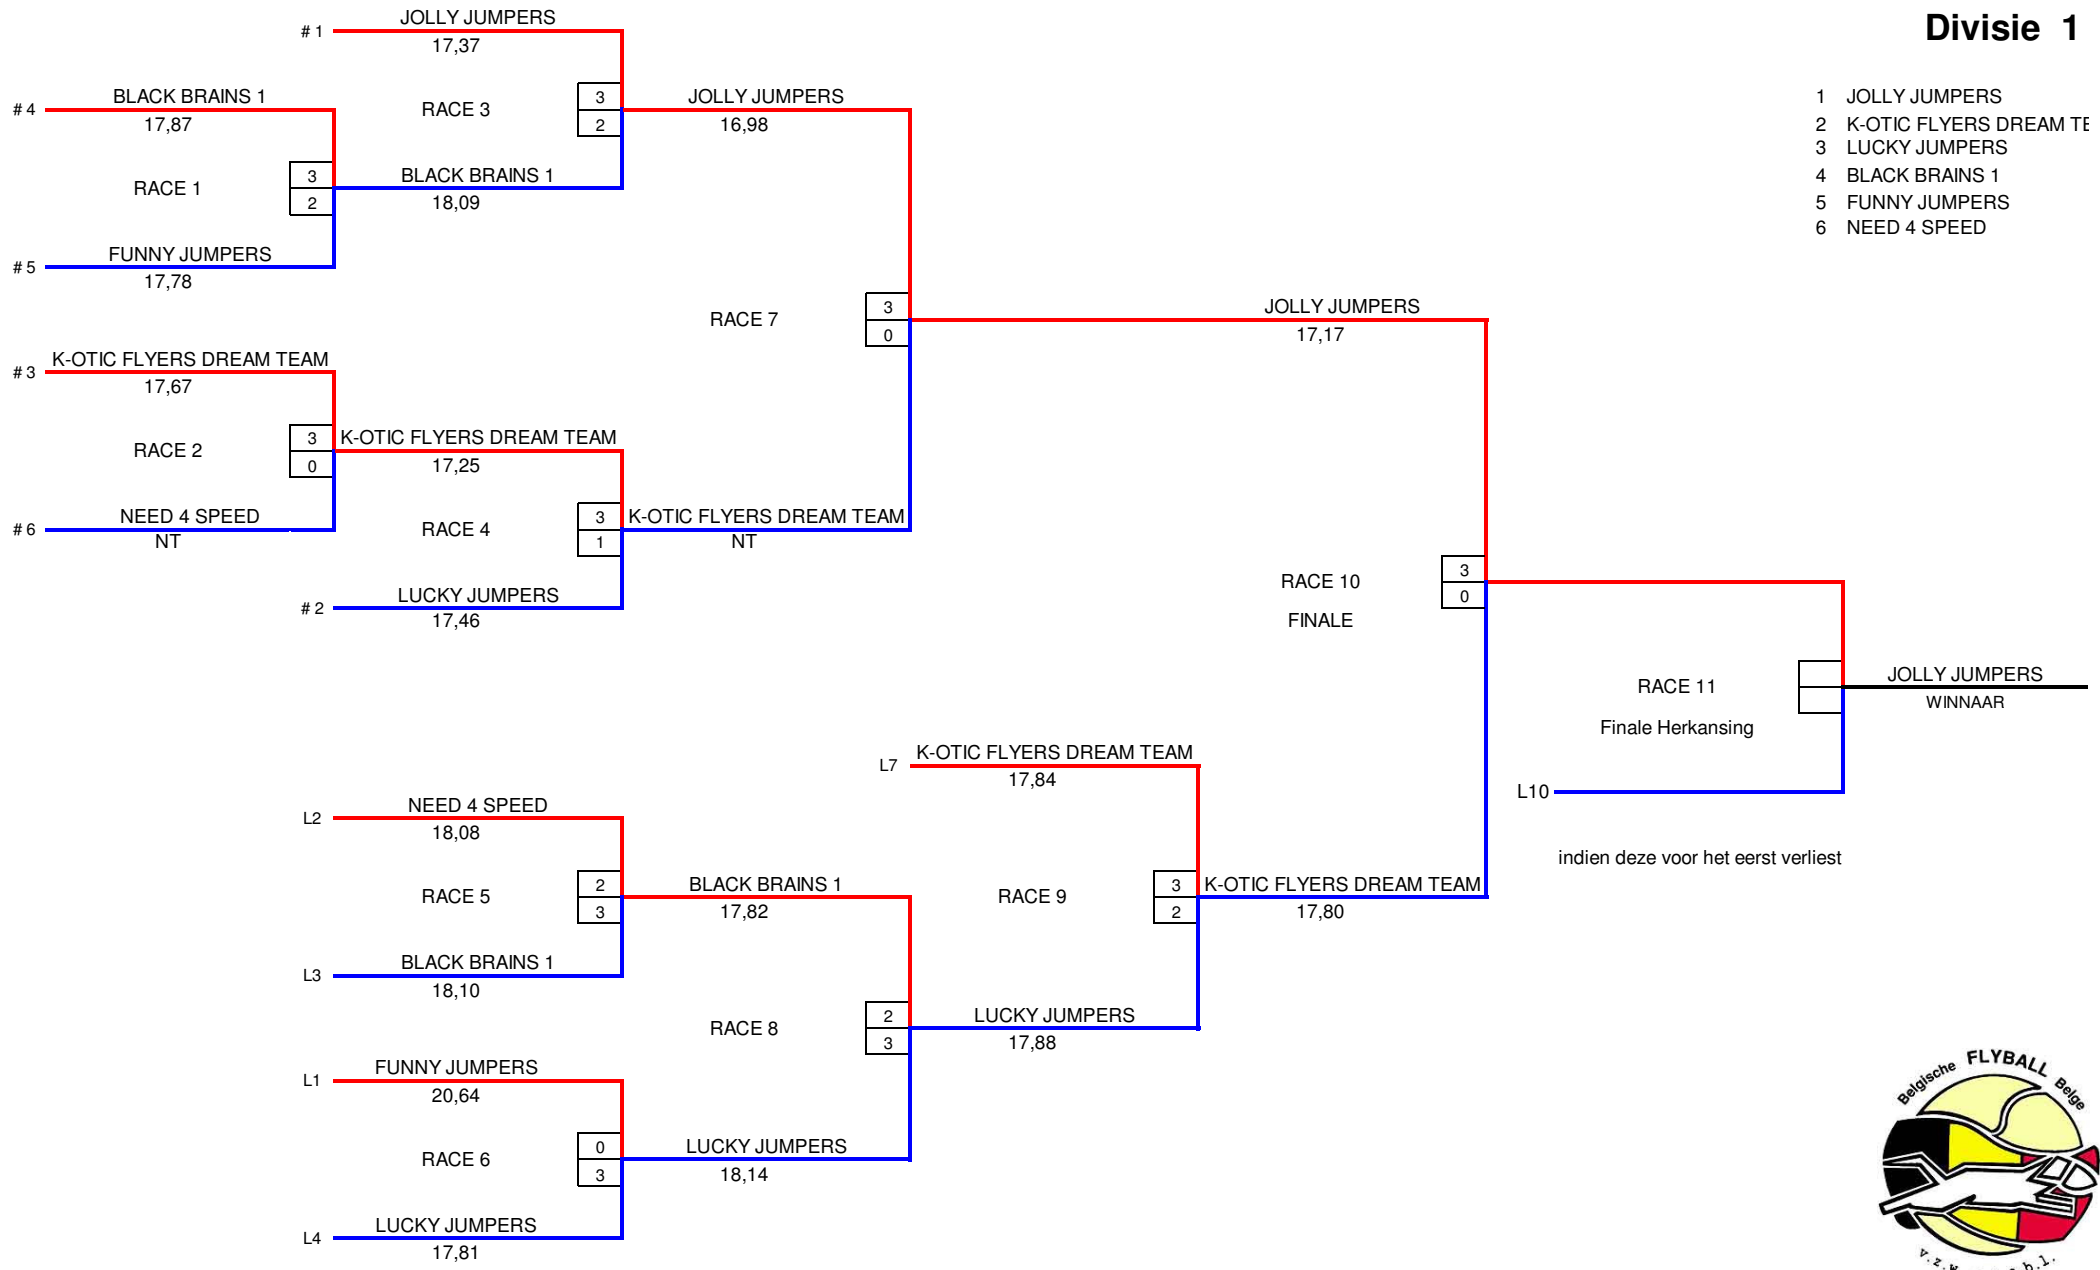 Divisie 1
1 JOLLY JUMPERS
2 K-OTIC FLYERS DREAM TE
3 LUCKY JUMPERS
4 BLACK BRAINS 1
5 FUNNY JUMPERS
6 NEED 4 SPEED
# 1 JOLLY JUMPERS
17,37
# 4 BLACK BRAINS 1
17,87
RACE 1
3
2
# 5 FUNNY JUMPERS
17,78
RACE 3
3
2
BLACK BRAINS 1
18,09
JOLLY JUMPERS
16,98
# 3 K-OTIC FLYERS DREAM TEAM
17,67
RACE 2
3
0
# 6 NEED 4 SPEED
NT
K-OTIC FLYERS DREAM TEAM
17,25
RACE 4
3
1
# 2 LUCKY JUMPERS
17,46
K-OTIC FLYERS DREAM TEAM
NT
RACE 7
3
0
JOLLY JUMPERS
17,17
RACE 10
FINALE
3
0
RACE 11
Finale Herkansing
JOLLY JUMPERS
WINNAAR
L10
indien deze voor het eerst verliest
L7 K-OTIC FLYERS DREAM TEAM
17,84
RACE 9
3
2
K-OTIC FLYERS DREAM TEAM
17,80
L2 NEED 4 SPEED
18,08
RACE 5
2
3
L3 BLACK BRAINS 1
18,10
BLACK BRAINS 1
17,82
RACE 8
2
3
LUCKY JUMPERS
17,88
L1 FUNNY JUMPERS
20,64
RACE 6
0
3
L4 LUCKY JUMPERS
17,81
LUCKY JUMPERS
18,14
Belgische FLYBALL Belge